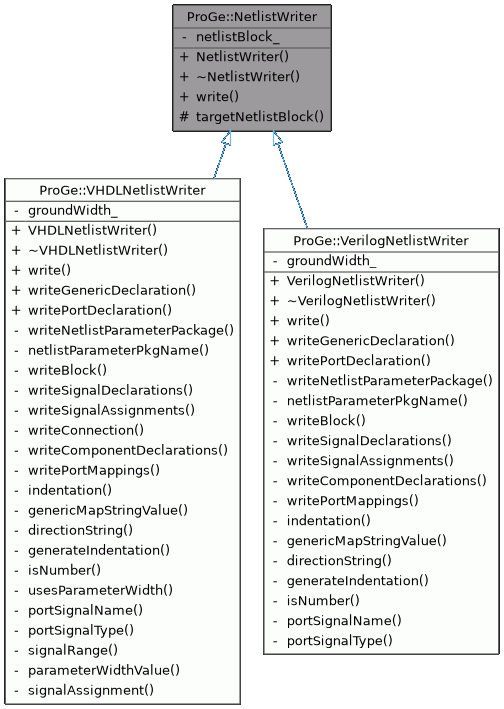 ProGe::NetlistWriter
- netlistBlock_
+ NetlistWriter()
+ ~NetlistWriter()
+ write()
# targetNetlistBlock()
ProGe::VHDLNetlistWriter
- groundWidth_
+ VHDLNetlistWriter()
+ ~VHDLNetlistWriter()
+ write()
+ writeGenericDeclaration()
+ writePortDeclaration()
- writeNetlistParameterPackage()
- netlistParameterPkgName()
- writeBlock()
- writeSignalDeclarations()
- writeSignalAssignments()
- writeConnection()
- writeComponentDeclarations()
- writePortMappings()
- indentation()
- genericMapStringValue()
- directionString()
- generateIndentation()
- isNumber()
- usesParameterWidth()
- portSignalName()
- portSignalType()
- signalRange()
- parameterWidthValue()
- signalAssignment()
ProGe::VerilogNetlistWriter
- groundWidth_
+ VerilogNetlistWriter()
+ ~VerilogNetlistWriter()
+ write()
+ writeGenericDeclaration()
+ writePortDeclaration()
- writeNetlistParameterPackage()
- netlistParameterPkgName()
- writeBlock()
- writeSignalDeclarations()
- writeSignalAssignments()
- writeComponentDeclarations()
- writePortMappings()
- indentation()
- genericMapStringValue()
- directionString()
- generateIndentation()
- isNumber()
- portSignalName()
- portSignalType()